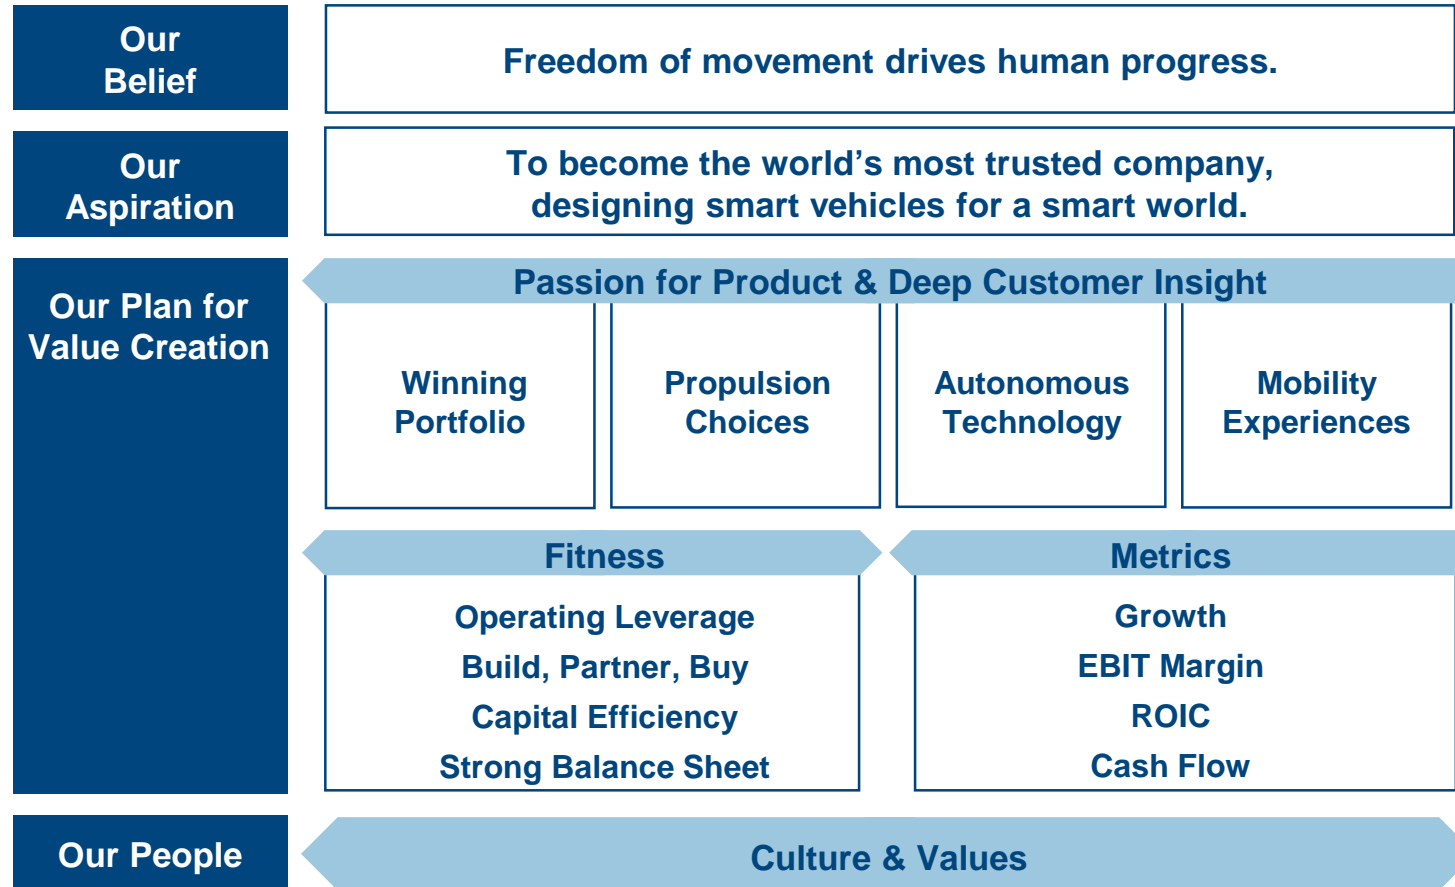 Our
Belief
Freedom of movement drives human progress.
Our
Aspiration
To become the world’s most trusted company,
designing smart vehicles for a smart world.
Our Plan for
Value Creation
Passion for Product & Deep Customer Insight
Winning
Portfolio
Propulsion
Choices
Autonomous
Technology
Mobility
Experiences
Fitness
Operating Leverage
Build, Partner, Buy
Capital Efficiency
Strong Balance Sheet
Metrics
Growth
EBIT Margin
ROIC
Cash Flow
Our People
Culture & Values